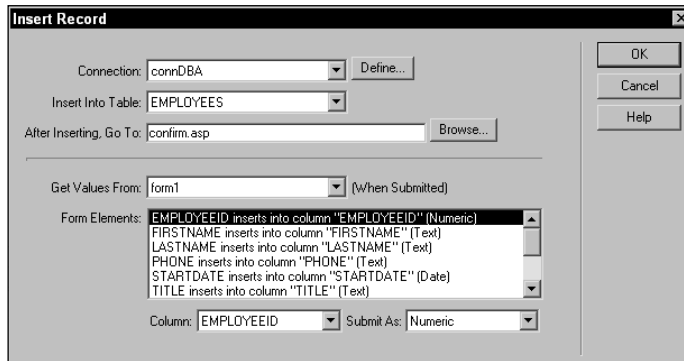 Insert Record
Connection: connDBA Define... OK
Insert Into Table: EMPLOYEES Cancel
After Inserting, Go To: confirm.asp Browse... Help
Get Values From: form1 (When Submitted)
Form Elements: EMPLOYEEID inserts into column "EMPLOYEEID" (Numeric)
FIRSTNAME inserts into column "FIRSTNAME" (Text)
LASTNAME inserts into column "LASTNAME" (Text)
PHONE inserts into column "PHONE" (Text)
STARTDATE inserts into column "STARTDATE" (Date)
TITLE inserts into column "TITLE" (Text)
Column: EMPLOYEEID Submit As: Numeric